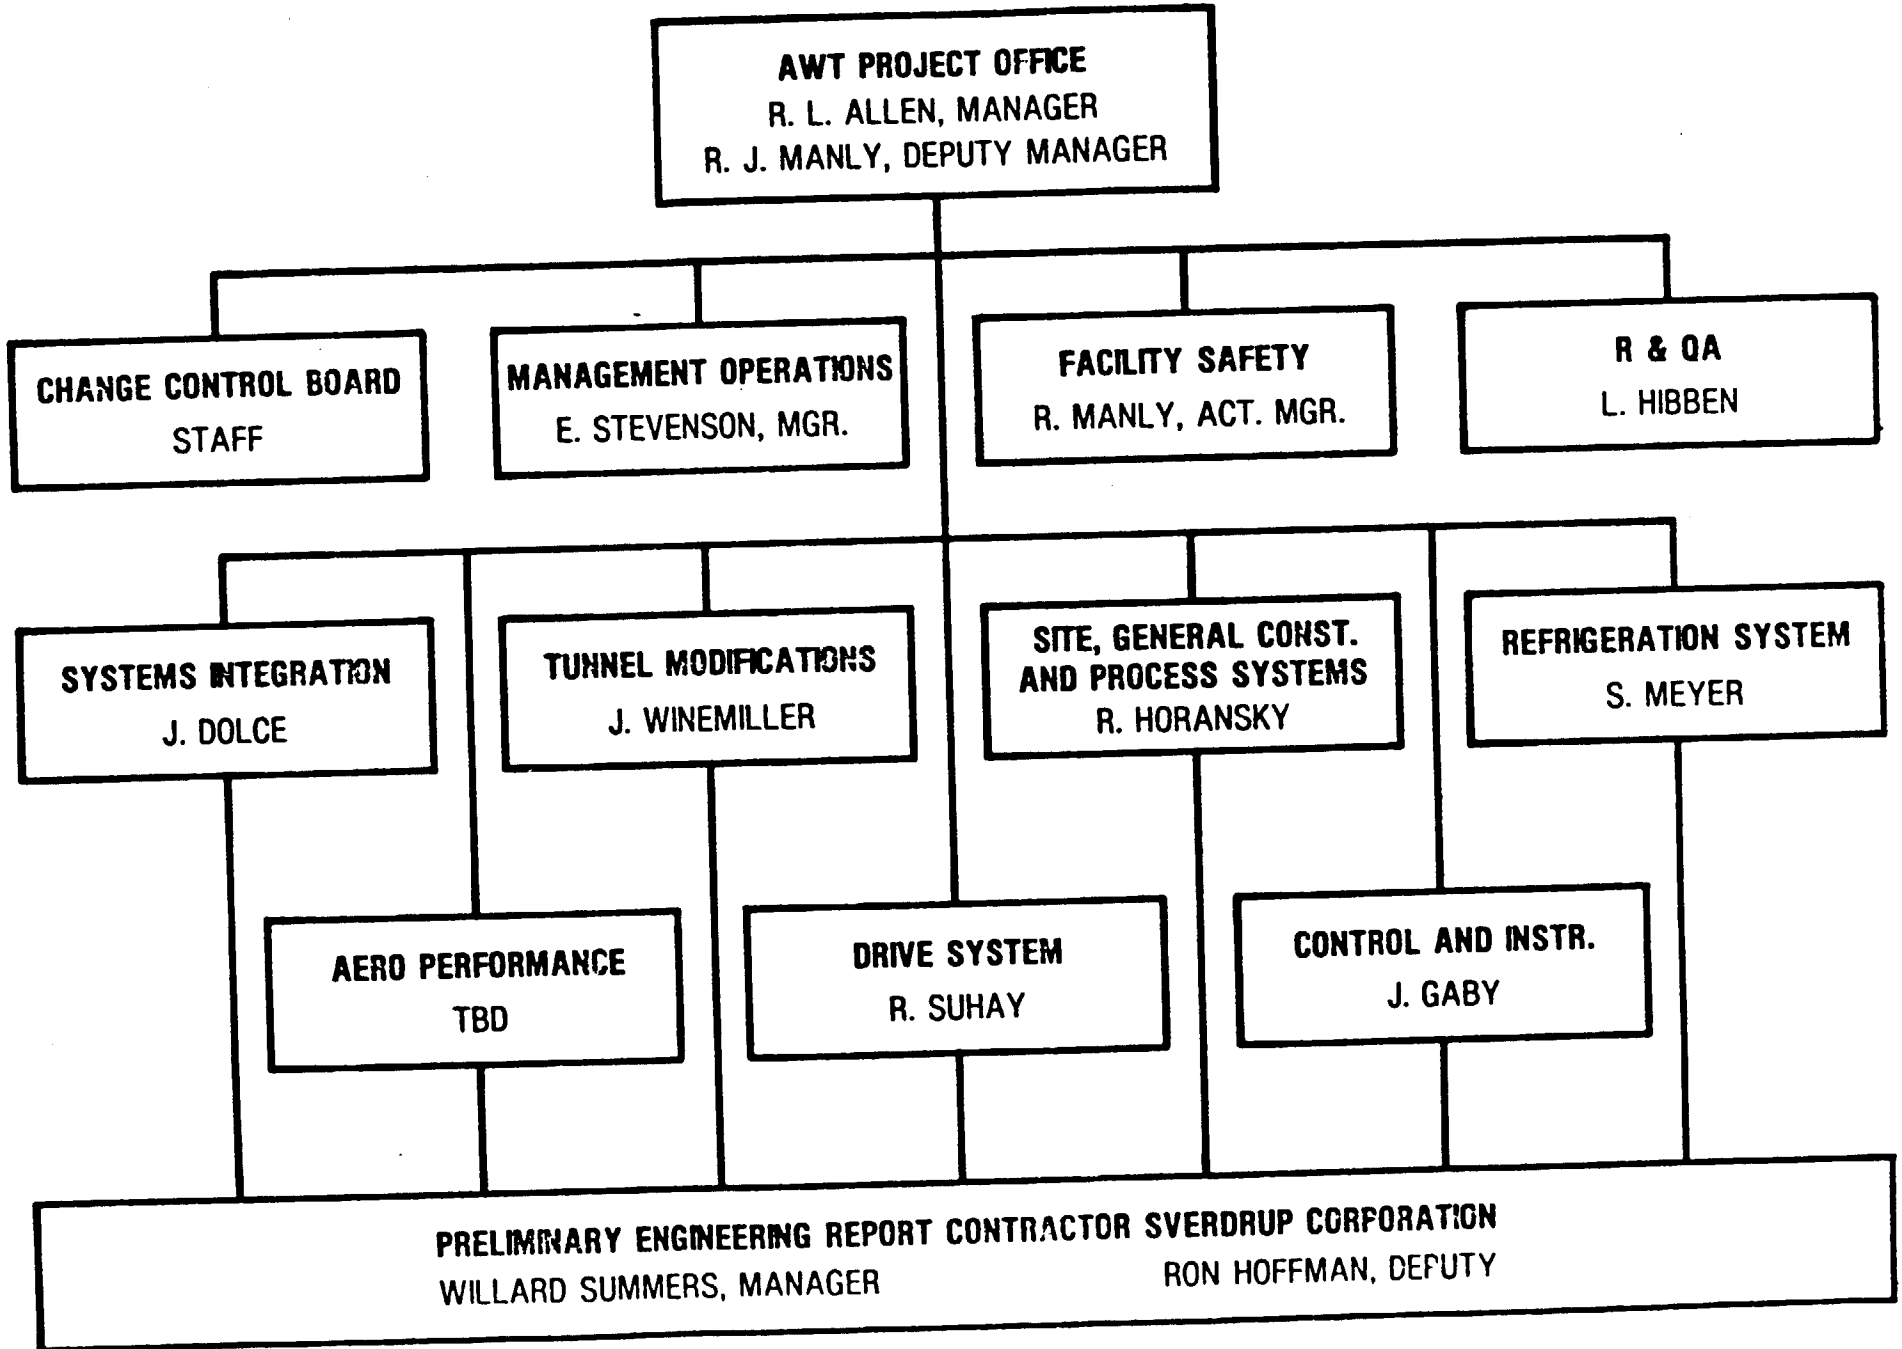 AWT PROJECT OFFICE
R. L. ALLEN, MANAGER
R. J. MANLY, DEPUTY MANAGER
CHANGE CONTROL BOARD
STAFF
MANAGEMENT OPERATIONS
E. STEVENSON, MGR.
FACILITY SAFETY
R. MANLY, ACT. MGR.
R & QA
L. HIBBEN
SYSTEMS INTEGRATION
J. DOLCE
TUNNEL MODIFICATIONS
J. WINEMILLER
SITE, GENERAL CONST.
AND PROCESS SYSTEMS
R. HORANSKY
REFRIGERATION SYSTEM
S. MEYER
AERO PERFORMANCE
TBD
DRIVE SYSTEM
R. SUHAY
CONTROL AND INSTR.
J. GABY
PRELIMINARY ENGINEERING REPORT CONTRACTOR SVERDRUP CORPORATION
WILLARD SUMMERS, MANAGER RON HOFFMAN, DEPUTY